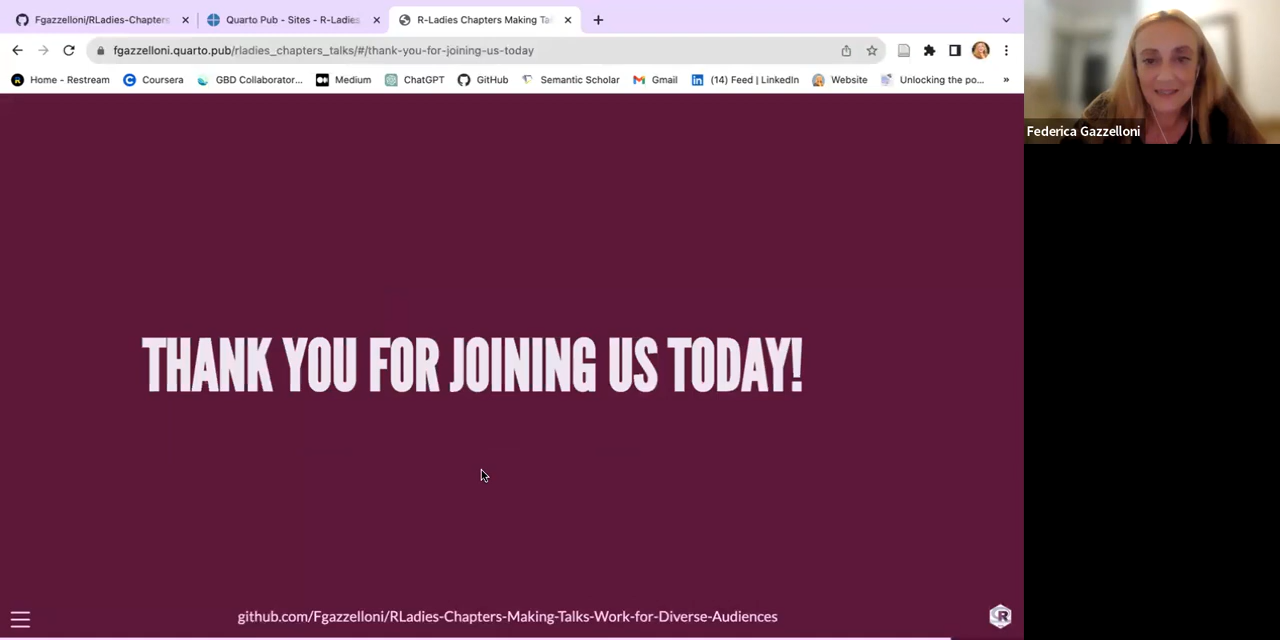 Fgazzelloni/RLadies-Chapters
Quarto Pub - Sites - R-Ladies
R-Ladies Chapters Making Ta
fgazzelloni.quarto.pub/rladies_chapters_talks/#/thank-you-for-joining-us-today
Home - Restream
Coursera
GBD Collaborator...
Medium
ChatGPT
GitHub
Semantic Scholar
Gmail
(14) Feed | LinkedIn
Website
Unlocking the po...
»
Federica Gazzelloni
THANK YOU FOR JOINING US TODAY!
github.com/Fgazzelloni/RLadies-Chapters-Making-Talks-Work-for-Diverse-Audiences
R